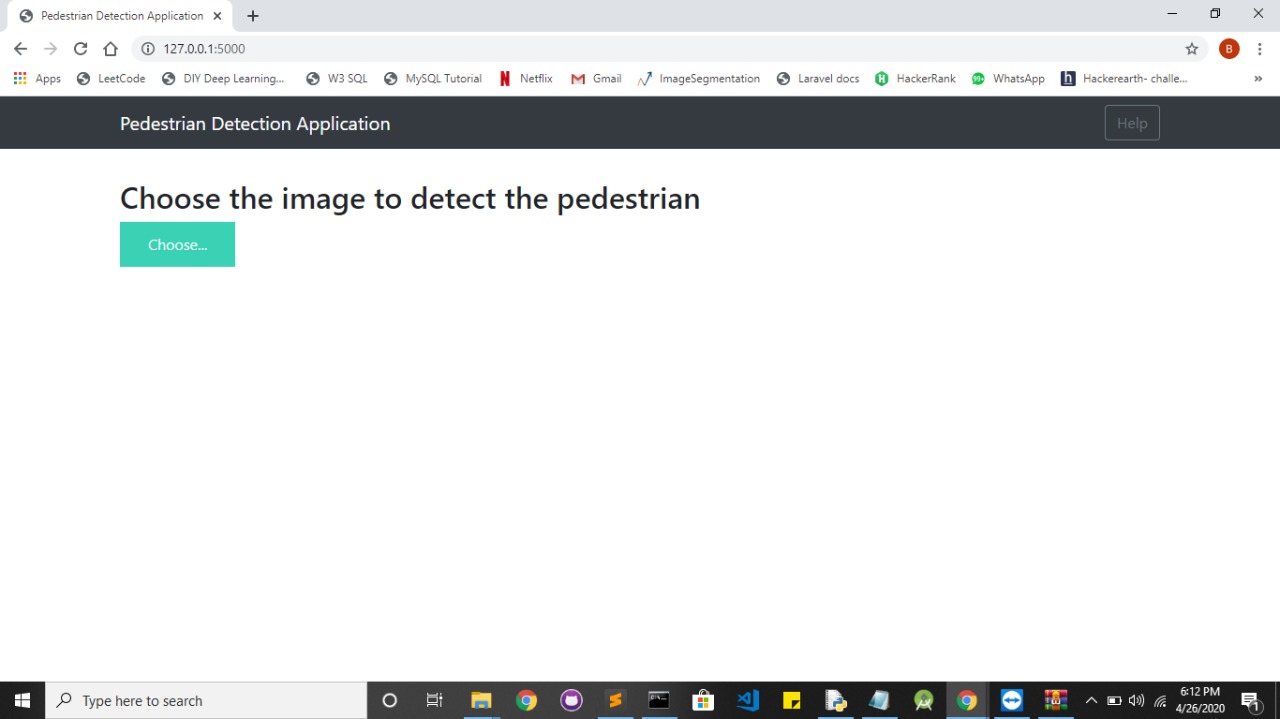 Pedestrian Detection Application
127.0.0.1:5000
B
Apps LeetCode DIY Deep Learning... W3 SQL MySQL Tutorial Netflix Gmail ImageSegmentation Laravel docs HackerRank WhatsApp Hackerearth- challe... »
Pedestrian Detection Application Help
Choose the image to detect the pedestrian
Choose...
Type here to search
6:12 PM
4/26/2020
1